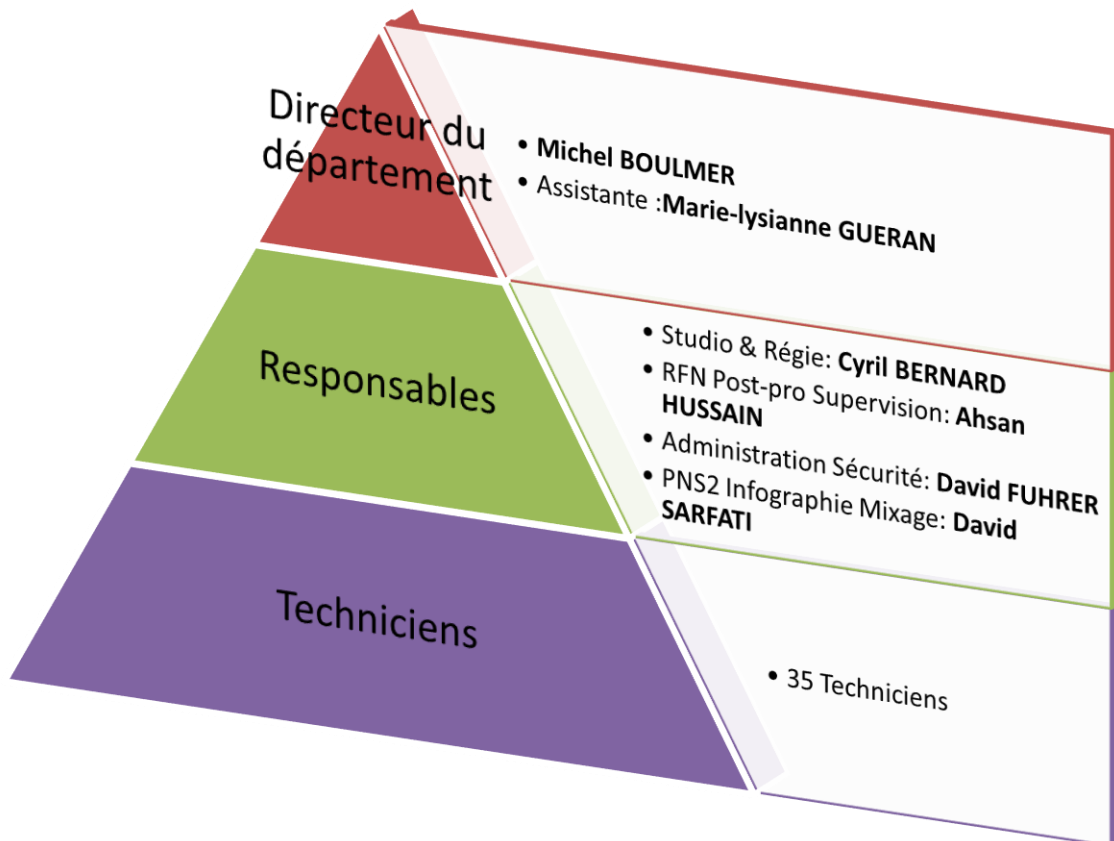 Directeur du
département
• Michel BOULMER
• Assistante :Marie-lysianne GUERAN
Responsables
• Studio & Régie: Cyril BERNARD
• RFN Post-pro Supervision: Ahsan
HUSSAIN
• Administration Sécurité: David FUHRER
• PNS2 Infographie Mixage: David
SARFATI
Techniciens
• 35 Techniciens